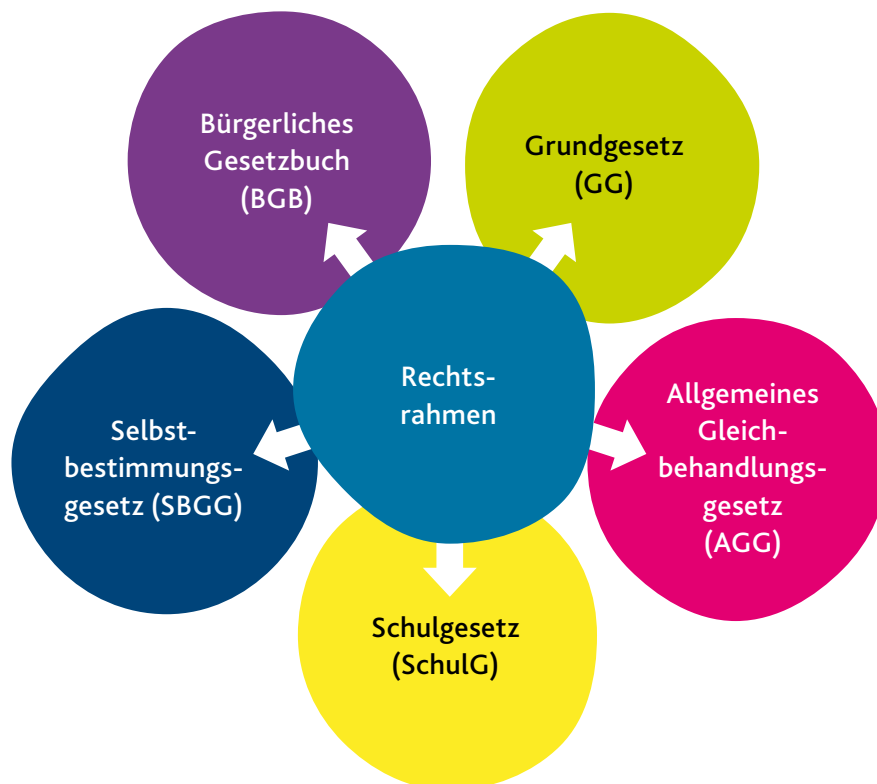 Bürgerliches
Gesetzbuch
(BGB)
Grundgesetz
(GG)
Rechts-
rahmen
Selbst-
bestimmungs-
gesetz (SBGG)
Allgemeines
Gleich-
behandlungs-
gesetz
(AGG)
Schulgesetz
(SchulG)